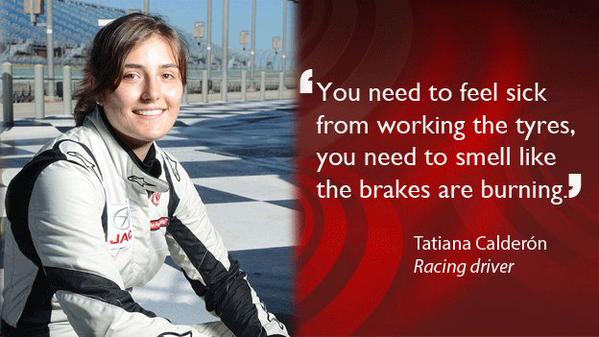 ‘You need to feel sick
from working the tyres,
you need to smell like
the brakes are burning.’
Tatiana Calderón
Racing driver
JAG